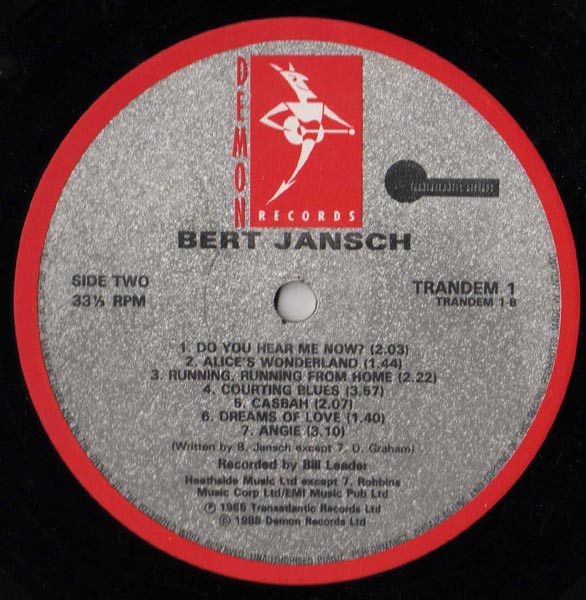 DEMON
RECORDS
TRANSATLANTIC RECORDS
BERT JANSCH
SIDE TWO
33⅓ RPM
TRANDEM 1
TRANDEM 1-B
1. DO YOU HEAR ME NOW? (2.03)
2. ALICE'S WONDERLAND (1.44)
3. RUNNING, RUNNING FROM HOME (2.22)
4. COURTING BLUES (3.57)
5. CASBAH (2.07)
6. DREAMS OF LOVE (1.40)
7. ANGIE (3.10)
(Written by B. Jansch except 7. D. Graham)
Recorded by Bill Leader
Heathside Music Ltd except 7. Robbins
Music Corp Ltd/EMI Music Pub Ltd
Ⓟ 1965 Transatlantic Records Ltd
© 1988 Demon Records Ltd
UNAUTHORISED